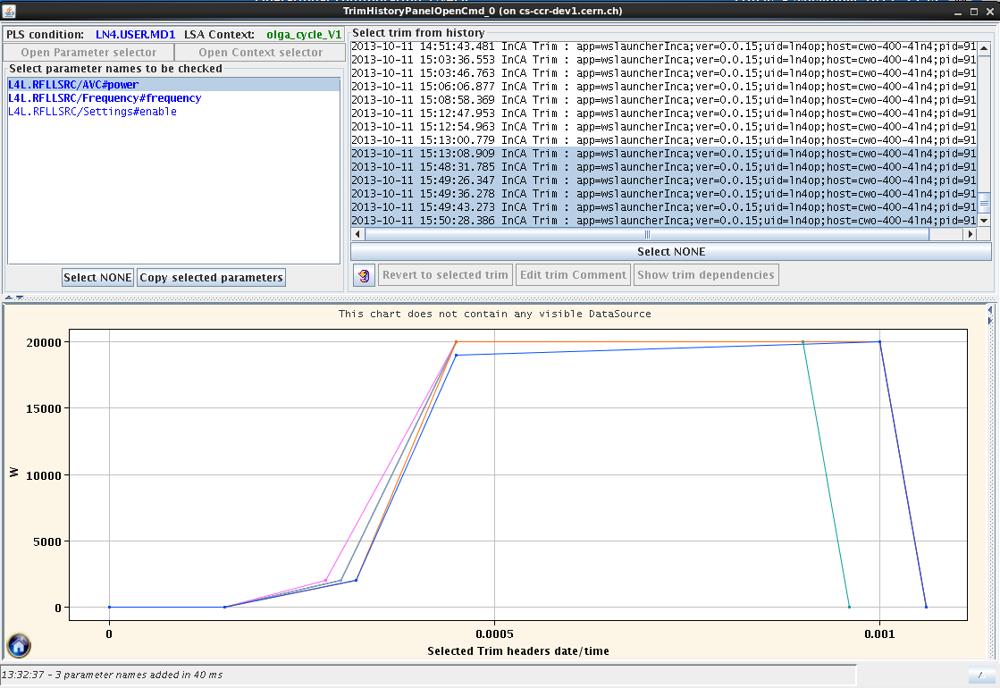 TrimHistoryPanelOpenCmd_0 (on cs-ccr-dev1.cern.ch)
PLS condition: LN4.USER.MD1 LSA Context: olga_cycle_V1
Open Parameter selector Open Context selector
Select parameter names to be checked
L4L.RFLLSRC/AVC#power
L4L.RFLLSRC/Frequency#frequency
L4L.RFLLSRC/Settings#enable
Select NONE Copy selected parameters
Select trim from history
2013-10-11 14:51:43.481 InCA Trim : app=wslauncherInca;ver=0.0.15;uid=ln4op;host=cwo-400-4ln4;pid=91
2013-10-11 15:03:36.553 InCA Trim : app=wslauncherInca;ver=0.0.15;uid=ln4op;host=cwo-400-4ln4;pid=91
2013-10-11 15:03:46.763 InCA Trim : app=wslauncherInca;ver=0.0.15;uid=ln4op;host=cwo-400-4ln4;pid=91
2013-10-11 15:06:06.877 InCA Trim : app=wslauncherInca;ver=0.0.15;uid=ln4op;host=cwo-400-4ln4;pid=91
2013-10-11 15:08:58.369 InCA Trim : app=wslauncherInca;ver=0.0.15;uid=ln4op;host=cwo-400-4ln4;pid=91
2013-10-11 15:12:47.953 InCA Trim : app=wslauncherInca;ver=0.0.15;uid=ln4op;host=cwo-400-4ln4;pid=91
2013-10-11 15:12:54.963 InCA Trim : app=wslauncherInca;ver=0.0.15;uid=ln4op;host=cwo-400-4ln4;pid=91
2013-10-11 15:13:00.779 InCA Trim : app=wslauncherInca;ver=0.0.15;uid=ln4op;host=cwo-400-4ln4;pid=91
2013-10-11 15:13:08.909 InCA Trim : app=wslauncherInca;ver=0.0.15;uid=ln4op;host=cwo-400-4ln4;pid=91
2013-10-11 15:48:31.785 InCA Trim : app=wslauncherInca;ver=0.0.15;uid=ln4op;host=cwo-400-4ln4;pid=91
2013-10-11 15:49:26.347 InCA Trim : app=wslauncherInca;ver=0.0.15;uid=ln4op;host=cwo-400-4ln4;pid=91
2013-10-11 15:49:36.278 InCA Trim : app=wslauncherInca;ver=0.0.15;uid=ln4op;host=cwo-400-4ln4;pid=91
2013-10-11 15:49:43.273 InCA Trim : app=wslauncherInca;ver=0.0.15;uid=ln4op;host=cwo-400-4ln4;pid=91
2013-10-11 15:50:28.386 InCA Trim : app=wslauncherInca;ver=0.0.15;uid=ln4op;host=cwo-400-4ln4;pid=91
Select NONE
Revert to selected trim Edit trim Comment Show trim dependencies
This chart does not contain any visible DataSource
20000
15000
10000
5000
0
W
0 0.0005 0.001
Selected Trim headers date/time
13:32:37 - 3 parameter names added in 40 ms